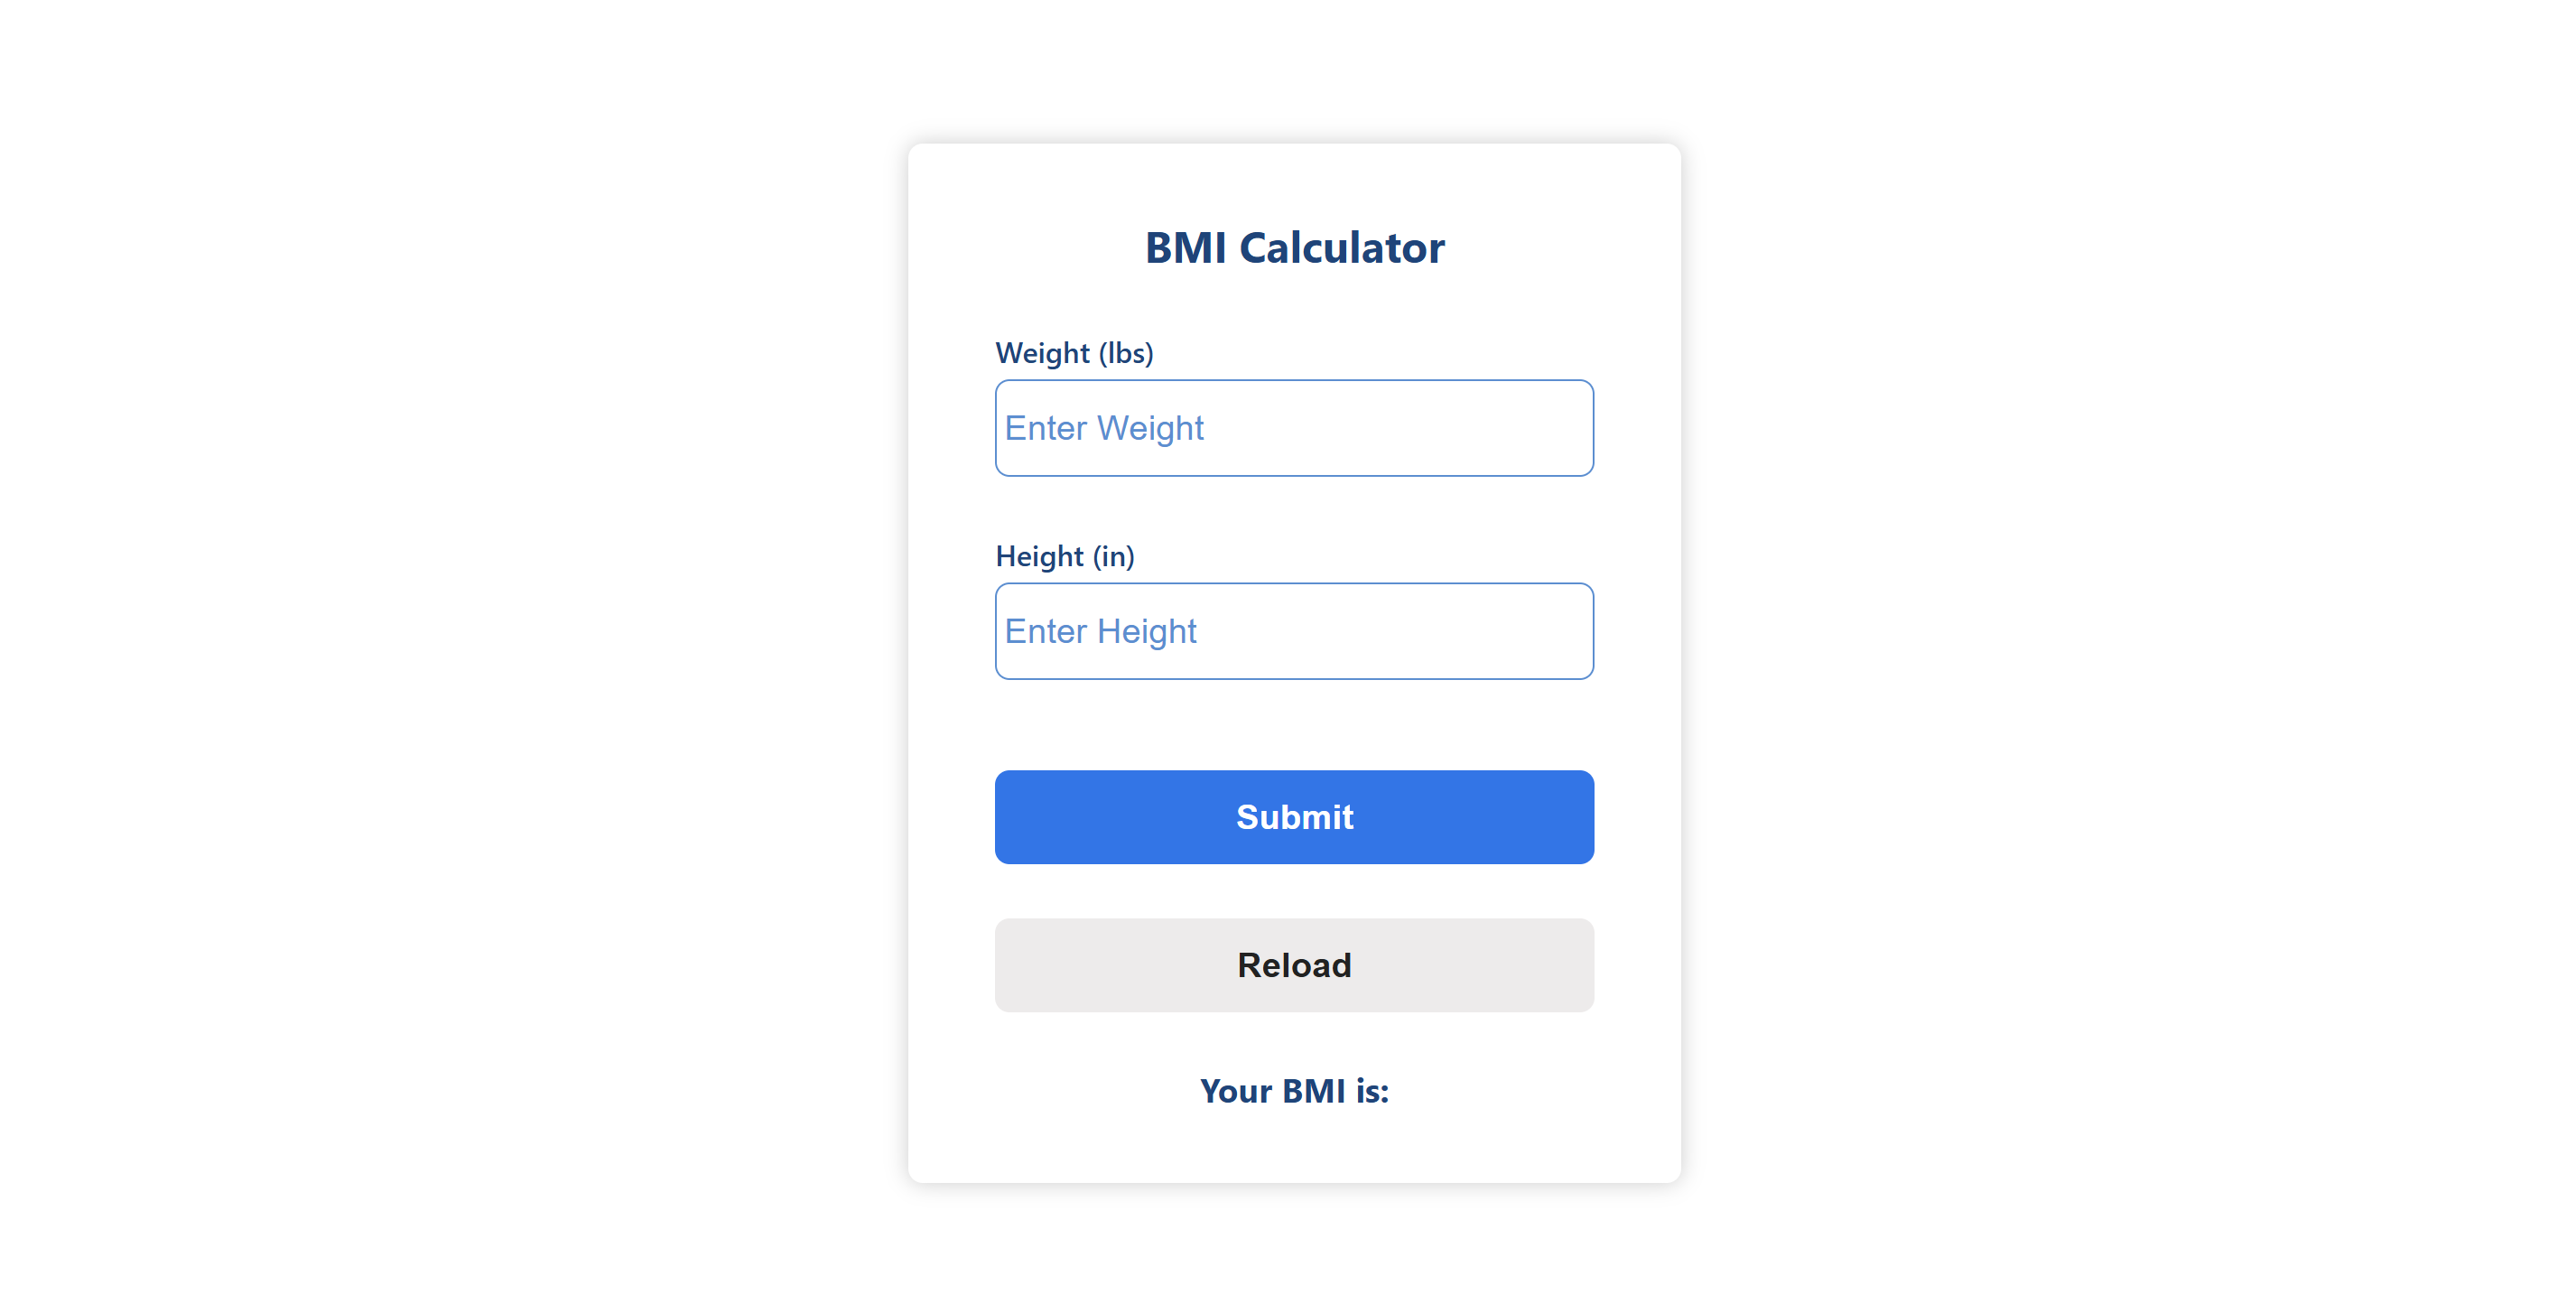 BMI Calculator
Weight (lbs)
Enter Weight
Height (in)
Enter Height
Submit
Reload
Your BMI is: